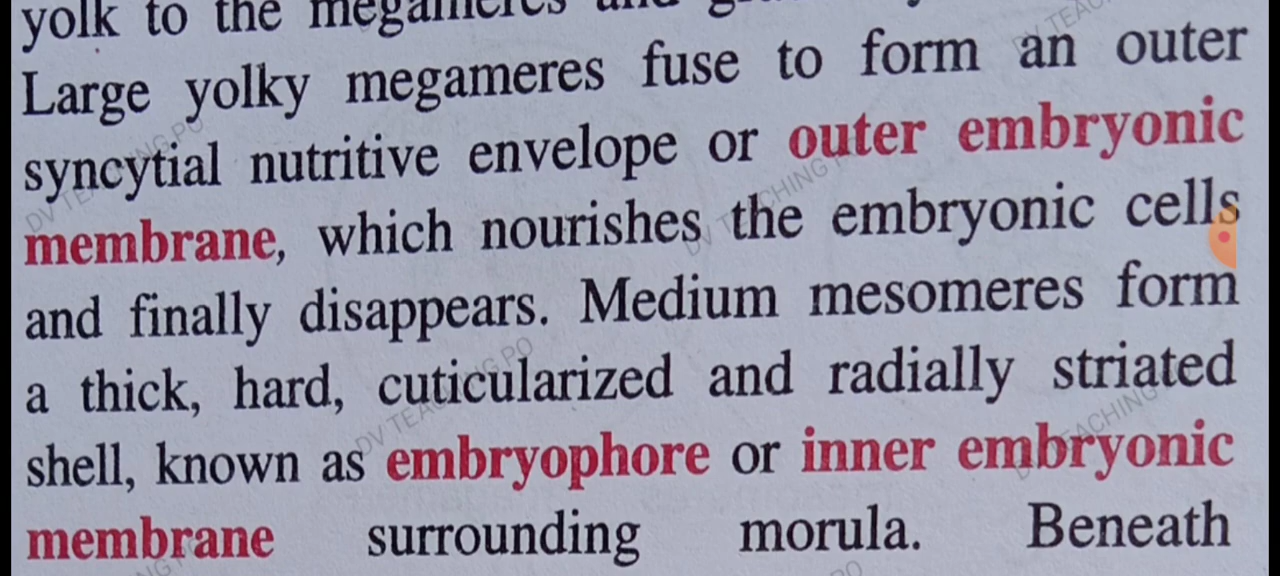 yolk to the megameres and
Large yolky megameres fuse to form an outer
syncytial nutritive envelope or outer embryonic
membrane, which nourishes the embryonic cells
and finally disappears. Medium mesomeres form
a thick, hard, cuticularized and radially striated
shell, known as embryophore or inner embryonic
membrane surrounding morula. Beneath